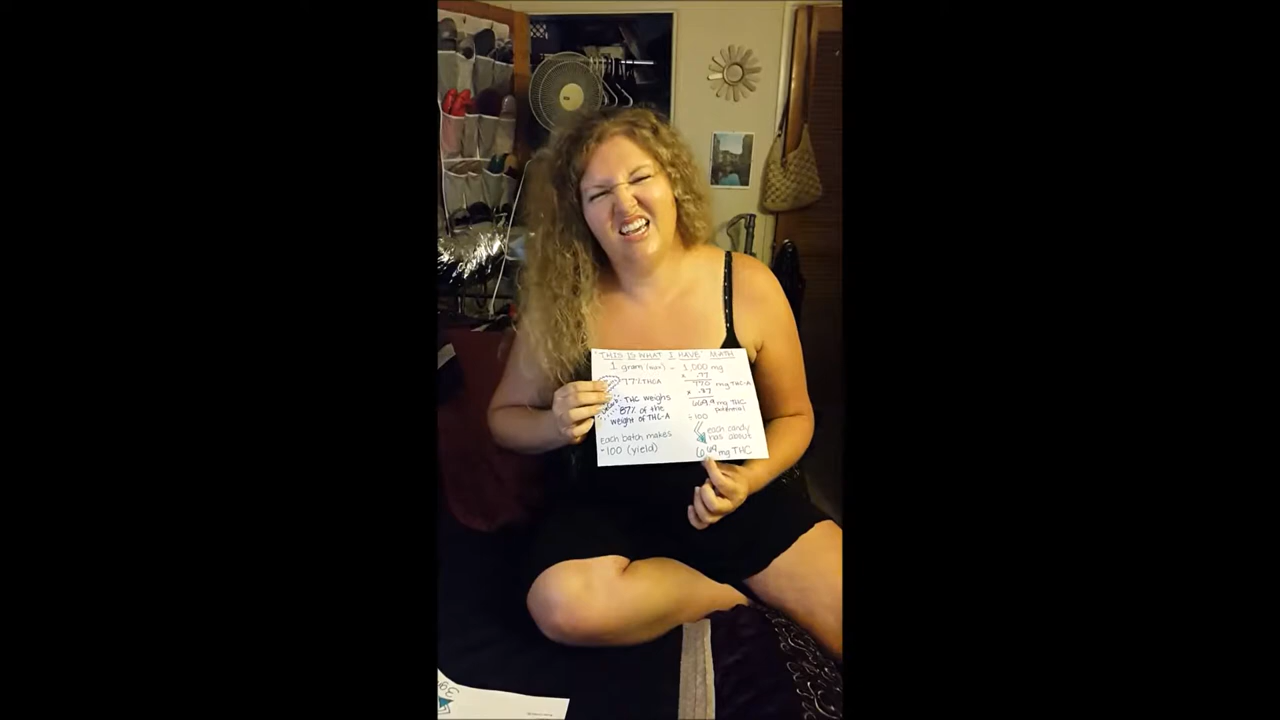 "THIS IS WHAT I HAVE" MATH
1 gram (wax) = 1,000 mg
x .77
77% THCA
770 mg THC-A
x .87
THC weighs
87% of the
weight of THC-A
669.9 mg THC
potential
÷100
each candy
has about
6.69 mg THC
Each batch makes
~100 (yield)
3g